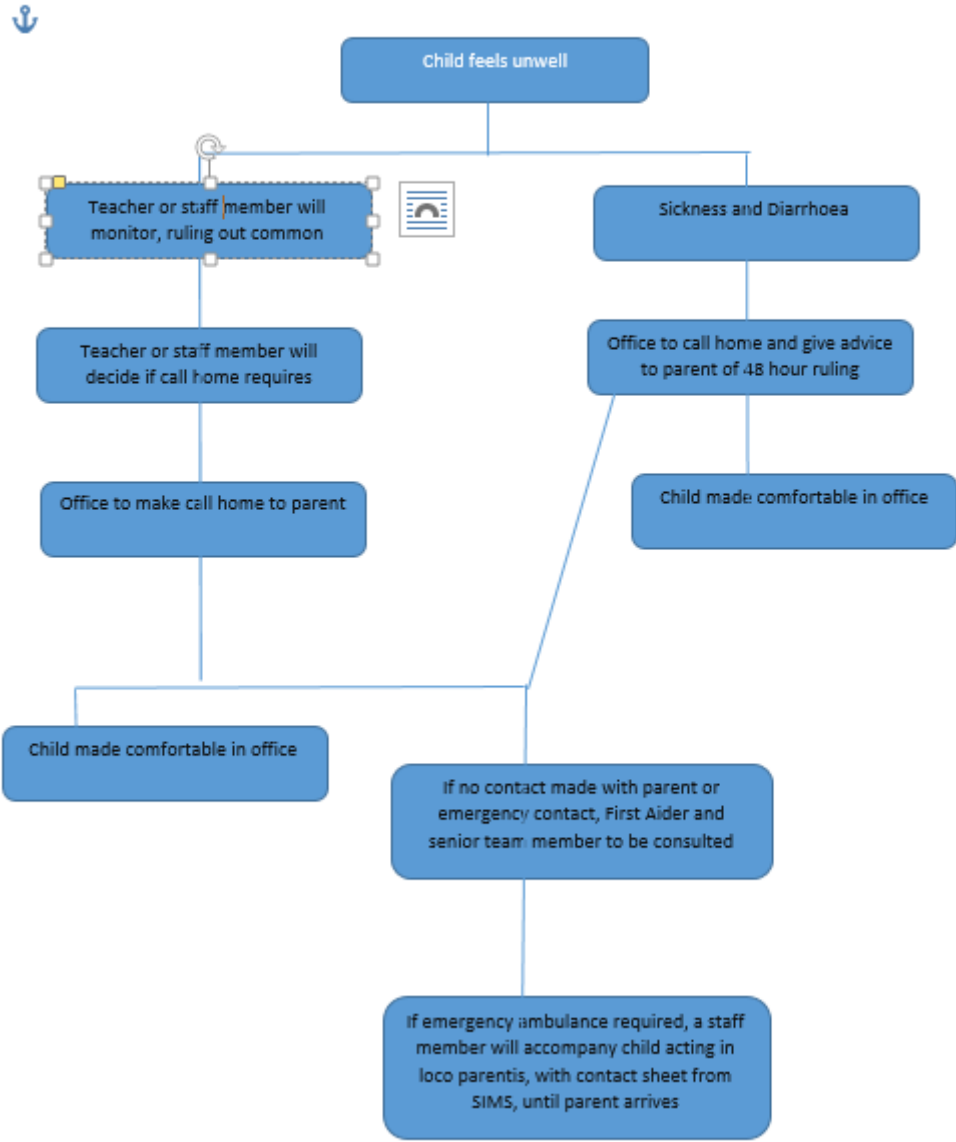 Child feels unwell
Teacher or staff member will
monitor, ruling out common
Sickness and Diarrhoea
Teacher or staff member will
decide if call home requires
Office to call home and give advice
to parent of 48 hour ruling
Office to make call home to parent
Child made comfortable in office
Child made comfortable in office
If no contact made with parent or
emergency contact, First Aider and
senior team member to be consulted
If emergency ambulance required, a staff
member will accompany child acting in
loco parentis, with contact sheet from
SIMS, until parent arrives